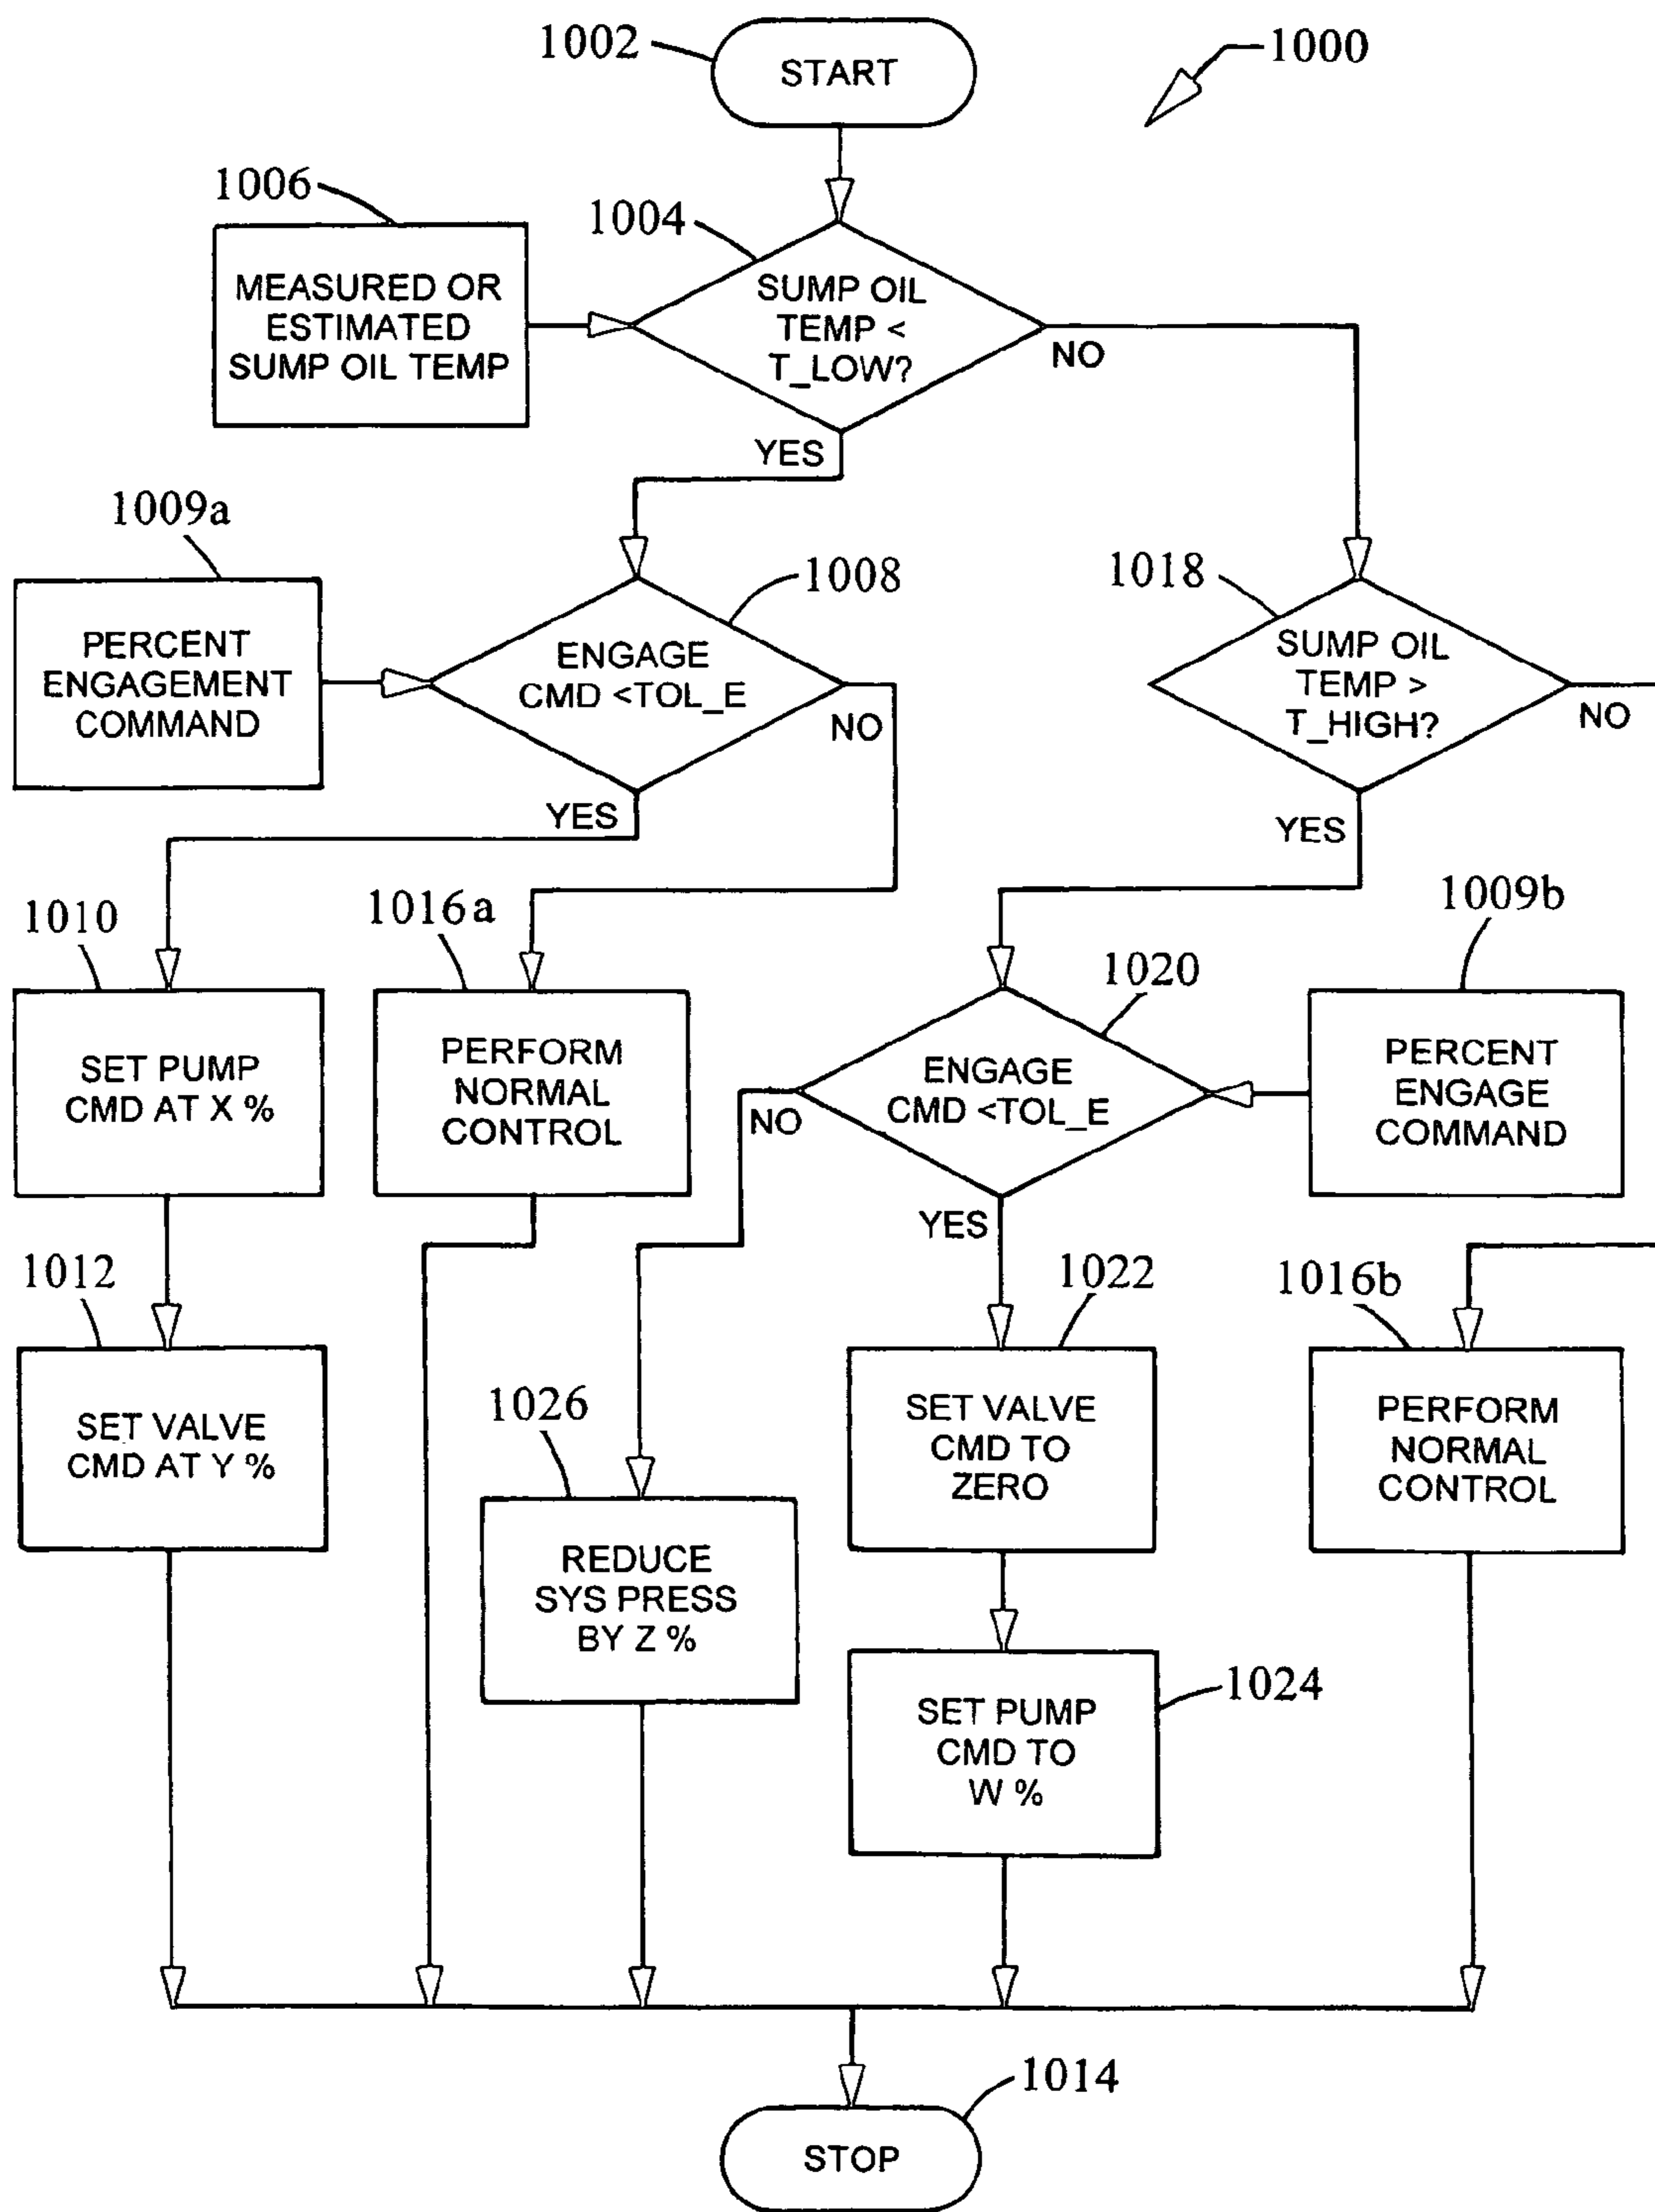 1002
START
1000
1006
1004
MEASURED OR
ESTIMATED
SUMP OIL TEMP
SUMP OIL
TEMP <
T_LOW?
NO
YES
1009a
1008
1018
PERCENT
ENGAGEMENT
COMMAND
ENGAGE
CMD <TOL_E
NO
YES
SUMP OIL
TEMP >
T_HIGH?
NO
YES
1010
1016a
1020
1009b
SET PUMP
CMD AT X %
PERFORM
NORMAL
CONTROL
ENGAGE
CMD <TOL_E
NO
YES
PERCENT
ENGAGE
COMMAND
1012
1026
1022
1016b
SET VALVE
CMD AT Y %
REDUCE
SYS PRESS
BY Z %
SET VALVE
CMD TO
ZERO
PERFORM
NORMAL
CONTROL
1024
SET PUMP
CMD TO
W %
1014
STOP